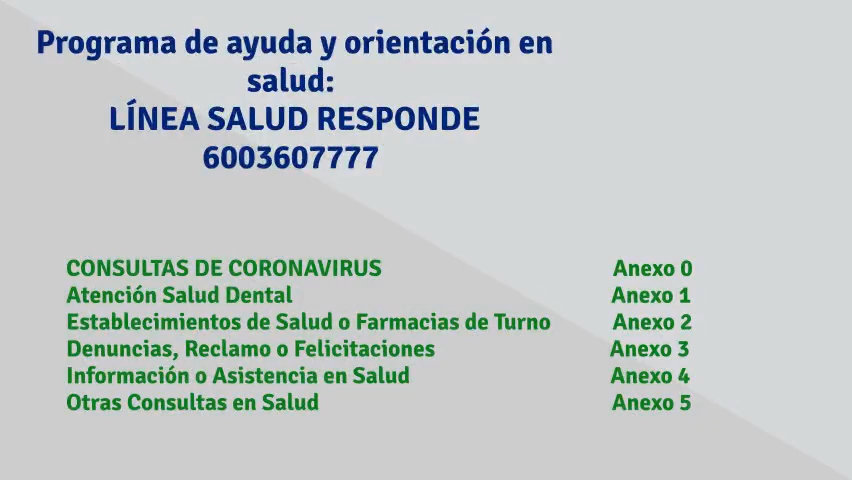 Programa de ayuda y orientación en
salud:
LÍNEA SALUD RESPONDE
6003607777
CONSULTAS DE CORONAVIRUS Anexo 0
Atención Salud Dental Anexo 1
Establecimientos de Salud o Farmacias de Turno Anexo 2
Denuncias, Reclamo o Felicitaciones Anexo 3
Información o Asistencia en Salud Anexo 4
Otras Consultas en Salud Anexo 5